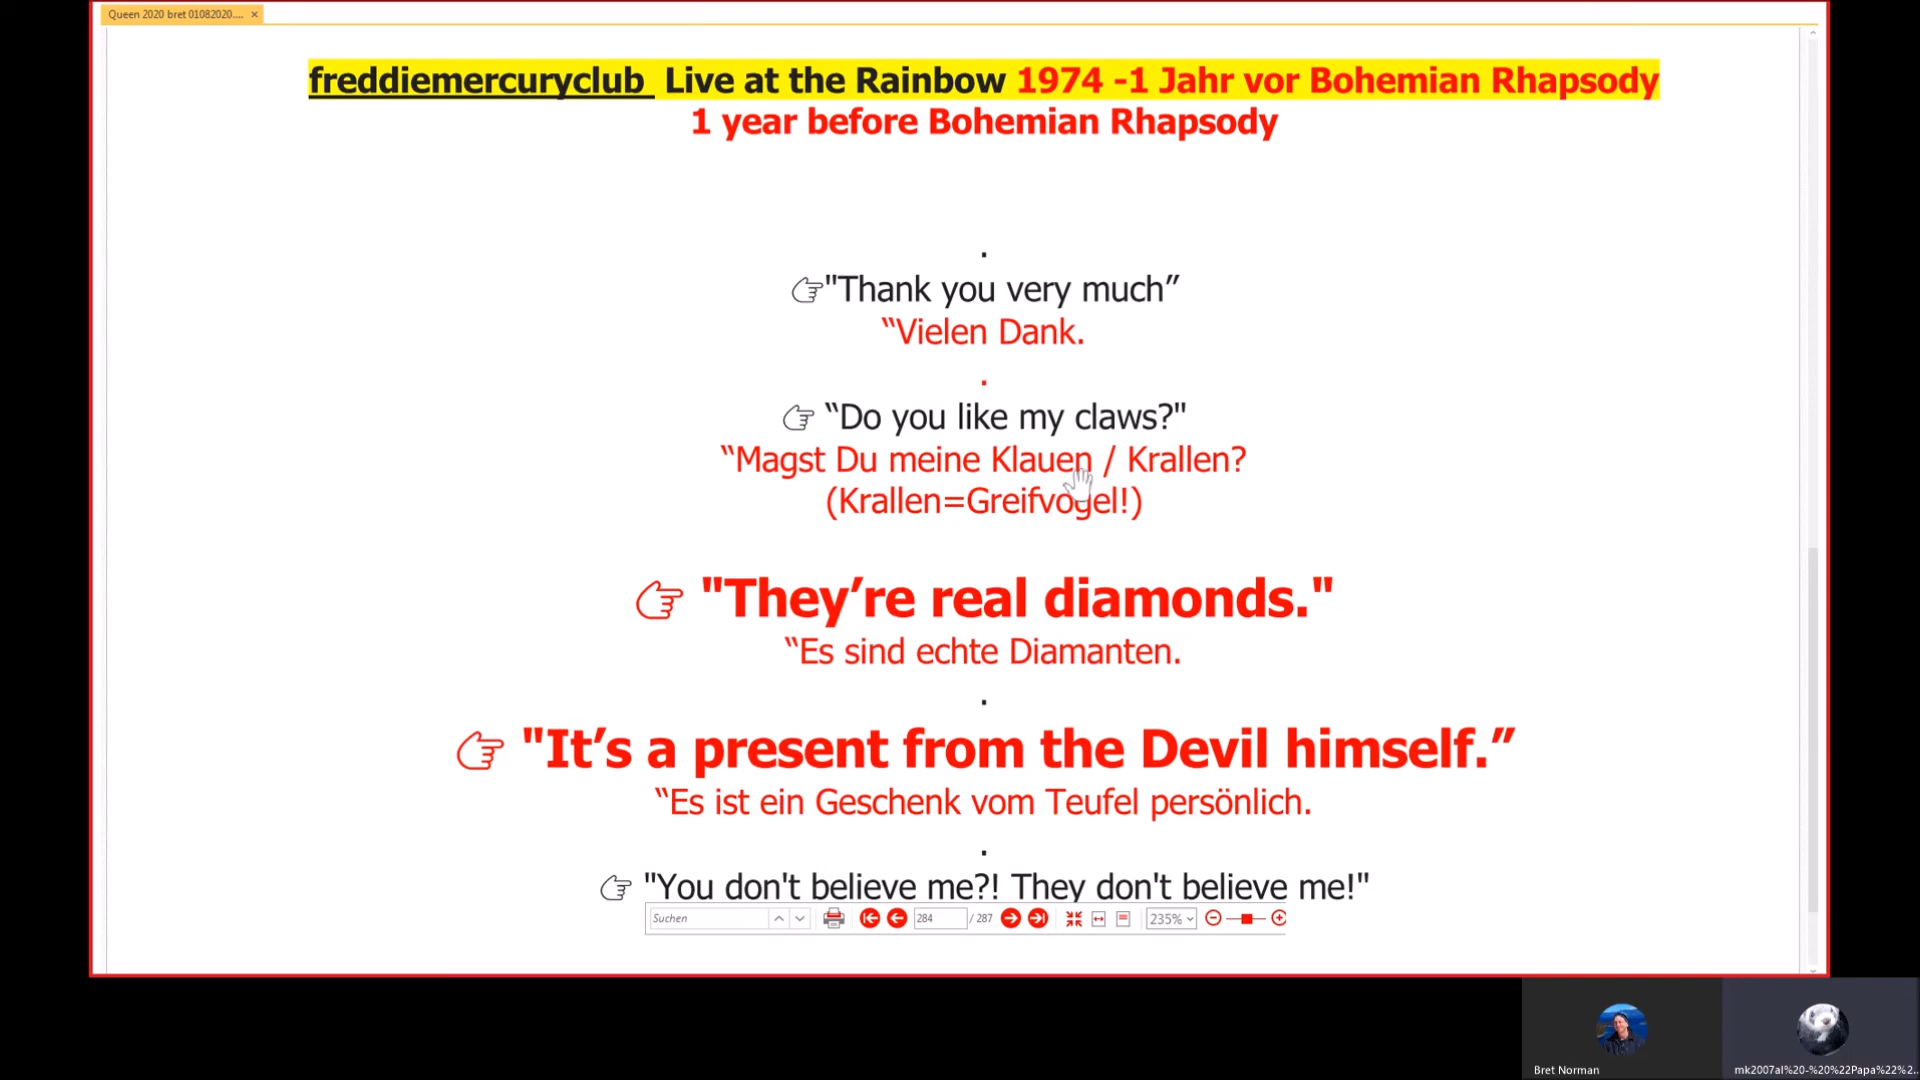 Queen 2020 bret 01082020....
freddiemercuryclub Live at the Rainbow 1974 -1 Jahr vor Bohemian Rhapsody
1 year before Bohemian Rhapsody
.
"Thank you very much”
“Vielen Dank.
.
“Do you like my claws?"
“Magst Du meine Klauen / Krallen?
(Krallen=Greifvogel!)
"They’re real diamonds."
“Es sind echte Diamanten.
.
"It’s a present from the Devil himself.”
“Es ist ein Geschenk vom Teufel persönlich.
.
"You don't believe me?! They don't believe me!"
Suchen 284 / 287 235%
Bret Norman
mk2007al%20-%20%22Papa%22%2...